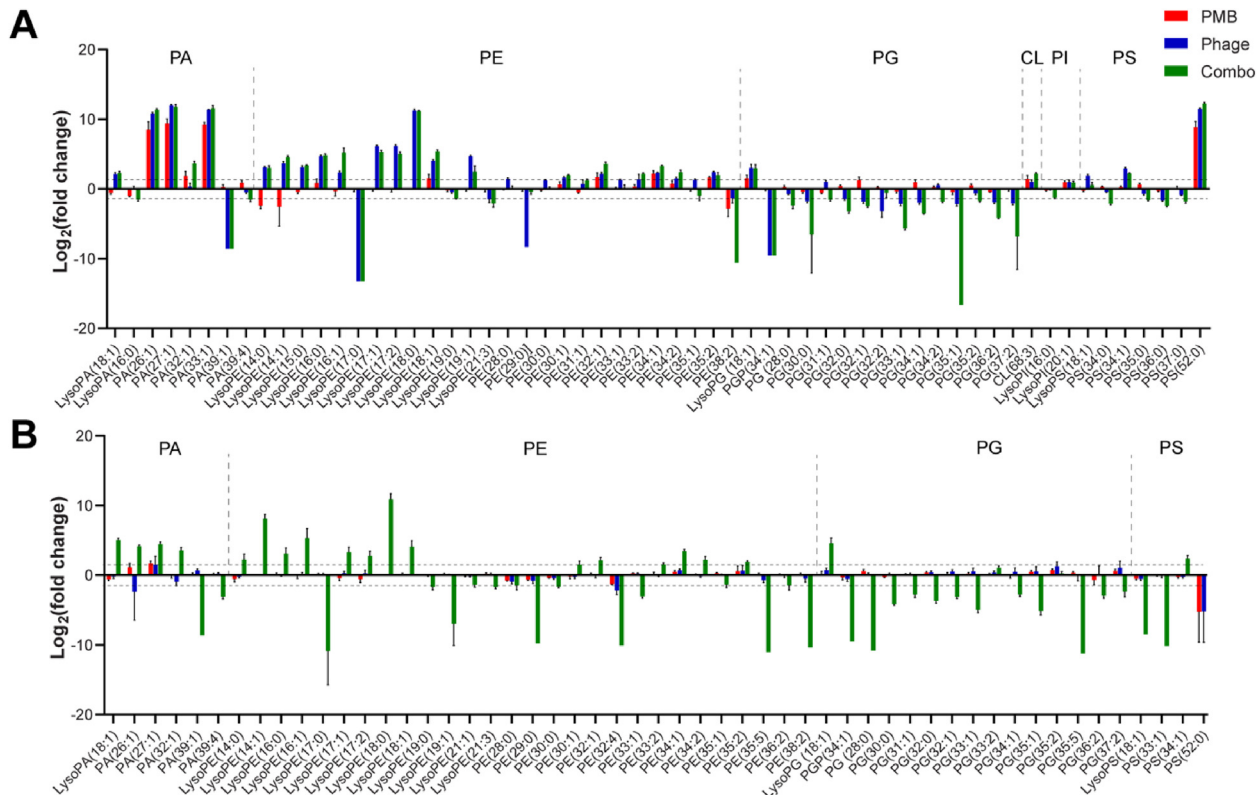 A
PMB
Phage
Combo
PA
PE
PG
CL
PI
PS
Log2(fold change)
20
10
0
-10
-20
LysoPA(18:1)
LysoPA(16:0)
PA(26:1)
PA(27:1)
PA(32:1)
PA(33:1)
PA(39:1)
PA(39:4)
LysoPE(14:0)
LysoPE(14:1)
LysoPE(15:0)
LysoPE(16:0)
LysoPE(16:1)
LysoPE(17:0)
LysoPE(17:1)
LysoPE(17:2)
LysoPE(18:0)
LysoPE(18:1)
LysoPE(19:0)
LysoPE(19:1)
LysoPE(21:3)
PE(28:0)
PE(29:0)]
PE(30:0)
PE(30:1)
PE(31:1)
PE(32:1)
PE(33:1)
PE(33:2)
PE(34:1)
PE(34:2)
PE(35:1)
PE(35:2)
PE(38:2)
LysoPG (18:1)
PGP(34:1)
PG (28:0)
PG(30:0)
PG(31:1)
PG(32:0)
PG(32:1)
PG(32:2)
PG(33:1)
PG(34:1)
PG(34:2)
PG(35:1)
PG(35:2)
PG(36:2)
PG(37:2)
CL(68:3)
LysoPI(16:0)
LysoPI(20:1)
LysoPS(18:1)
PS(34:0)
PS(34:1)
PS(35:0)
PS(36:0)
PS(37:0)
PS(52:0)
B
PA
PE
PG
PS
Log2(fold change)
20
10
0
-10
-20
LysoPA(18:1)
PA(26:1)
PA(27:1)
PA(32:1)
PA(39:1)
PA(39:4)
LysoPE(14:0)
LysoPE(14:1)
LysoPE(16:0)
LysoPE(16:1)
LysoPE(17:0)
LysoPE(17:1)
LysoPE(17:2)
LysoPE(18:0)
LysoPE(18:1)
LysoPE(19:0)
LysoPE(19:1)
LysoPE(21:1)
LysoPE(21:3)
PE(28:0)
PE(29:0)
PE(30:0)
PE(30:1)
PE(32:1)
PE(32:4)
PE(33:1)
PE(33:2)
PE(34:1)
PE(34:2)
PE(35:1)
PE(35:2)
PE(35:5)
PE(36:2)
PE(38:2)
LysoPG (18:1)
PGP(34:1)
PG (28:0)
PG(30:0)
PG(31:1)
PG(32:0)
PG(32:1)
PG(33:1)
PG(33:2)
PG(34:1)
PG(35:1)
PG(35:2)
PG(35:5)
PG(36:2)
PG(37:2)
LysoPS(18:1)
PS(33:1)
PS(34:1)
PS(52:0)